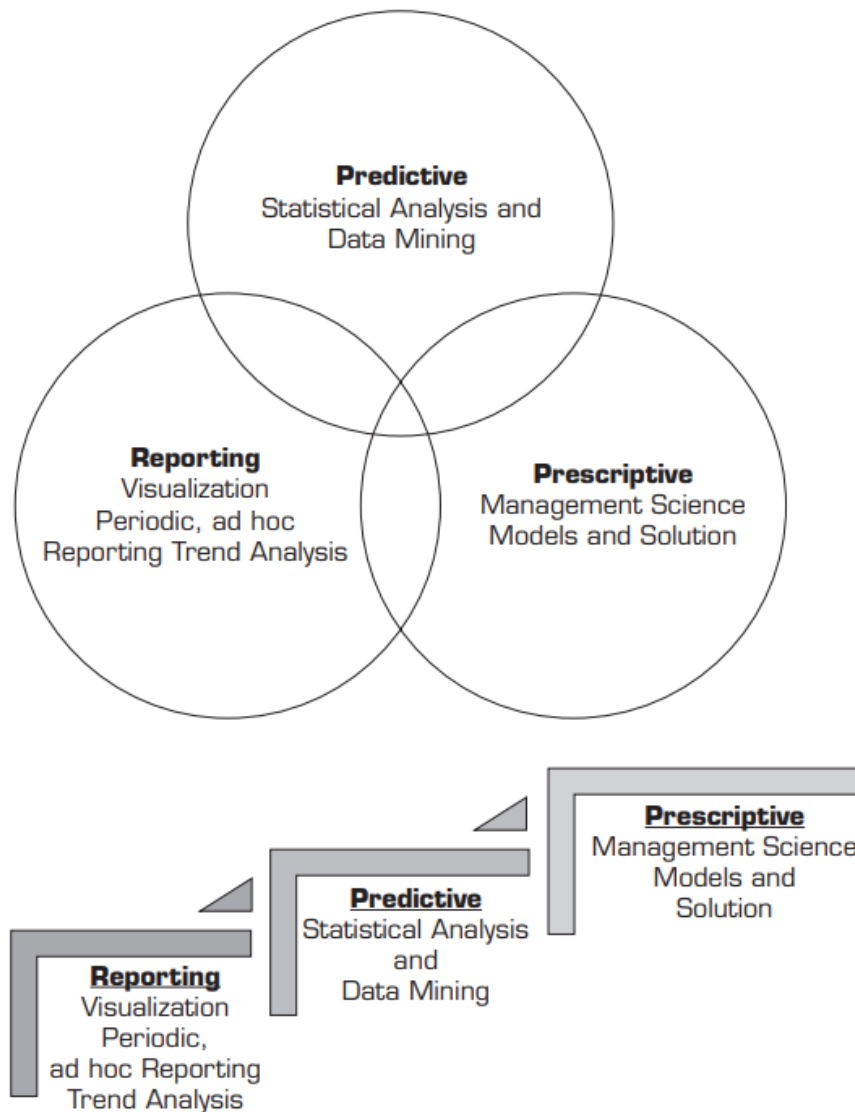 Predictive
Statistical Analysis and
Data Mining
Reporting
Visualization
Periodic, ad hoc
Reporting Trend Analysis
Prescriptive
Management Science
Models and Solution
Reporting
Visualization
Periodic,
ad hoc Reporting
Trend Analysis
Predictive
Statistical Analysis
and
Data Mining
Prescriptive
Management Science
Models and
Solution